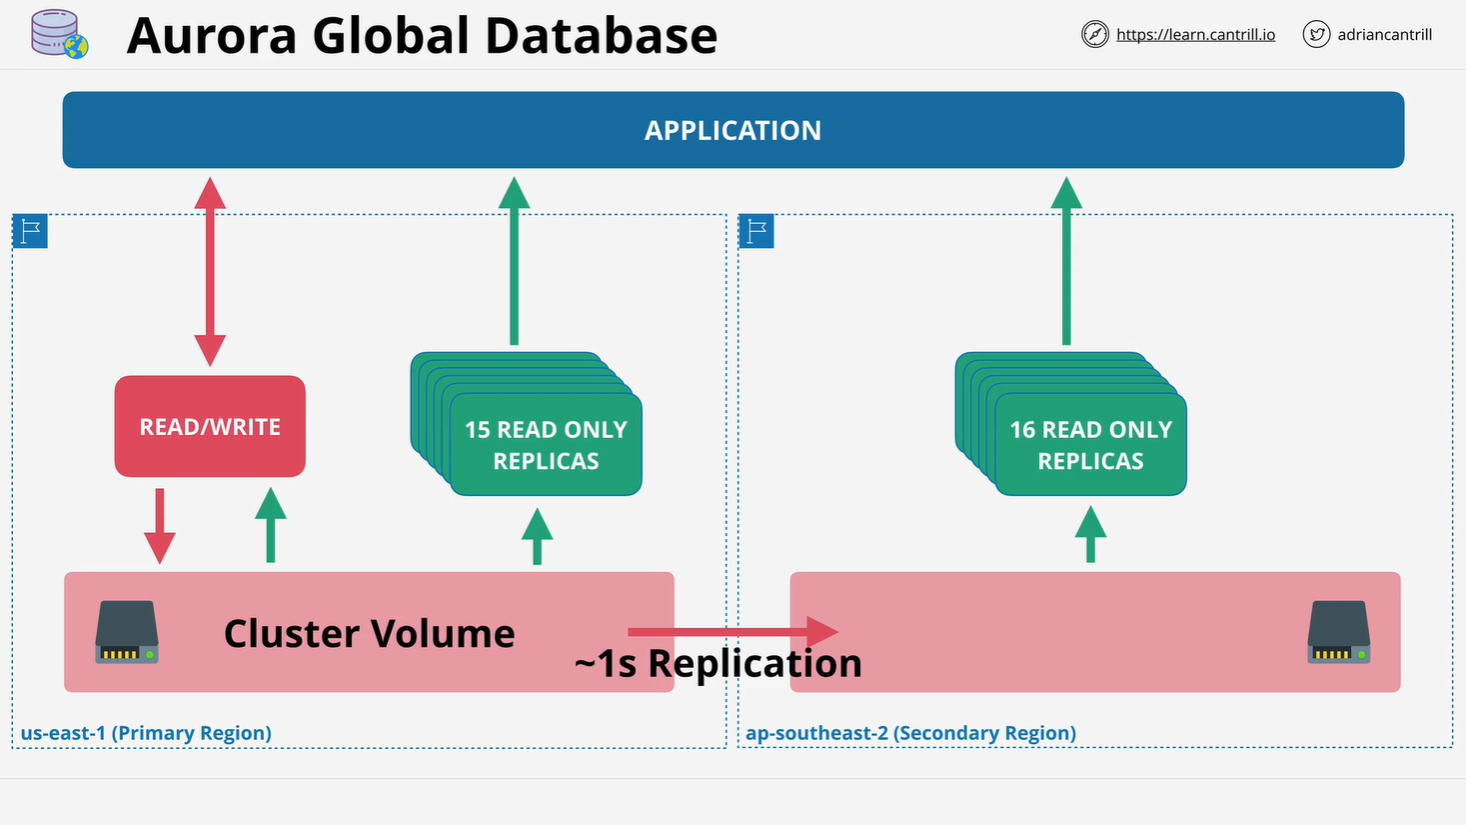 Aurora Global Database
https://learn.cantrill.io
adriancantrill
APPLICATION
READ/WRITE
15 READ ONLY
REPLICAS
16 READ ONLY
REPLICAS
Cluster Volume
~1s Replication
us-east-1 (Primary Region)
ap-southeast-2 (Secondary Region)